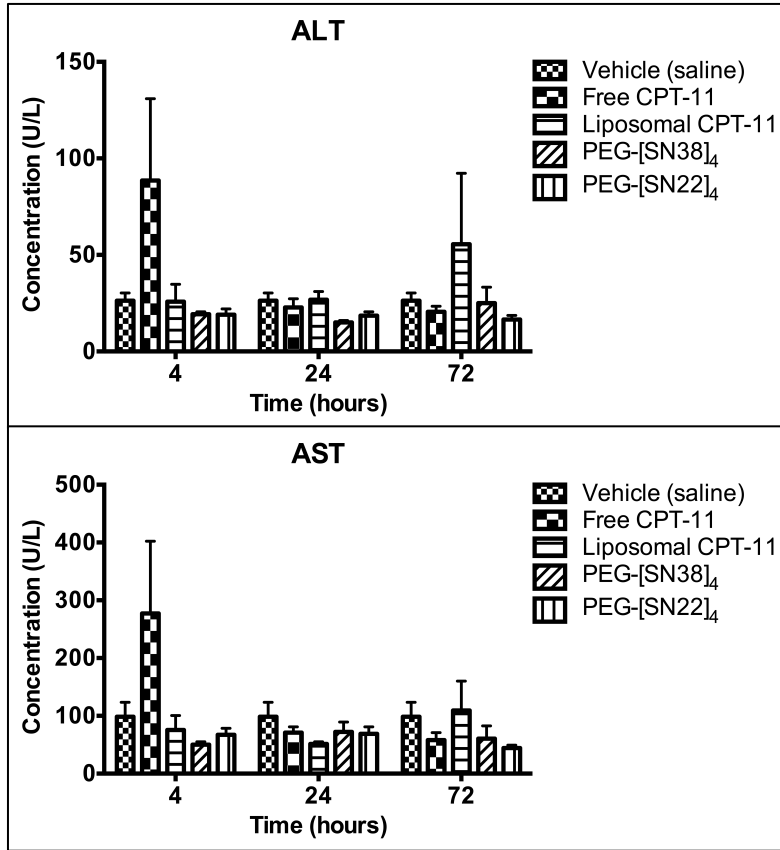 ALT
150
100
50
0
Concentration (U/L)
4 24 72
Time (hours)
Vehicle (saline)
Free CPT-11
Liposomal CPT-11
PEG-[SN38]4
PEG-[SN22]4
AST
500
400
300
200
100
0
Concentration (U/L)
4 24 72
Time (hours)
Vehicle (saline)
Free CPT-11
Liposomal CPT-11
PEG-[SN38]4
PEG-[SN22]4